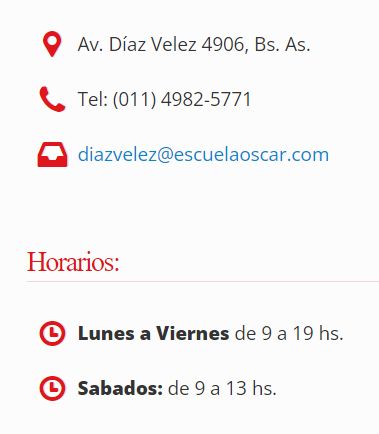 Av. Díaz Velez 4906, Bs. As.
Tel: (011) 4982-5771
diazvelez@escuelaoscar.com
Horarios:
Lunes a Viernes de 9 a 19 hs.
Sabados: de 9 a 13 hs.